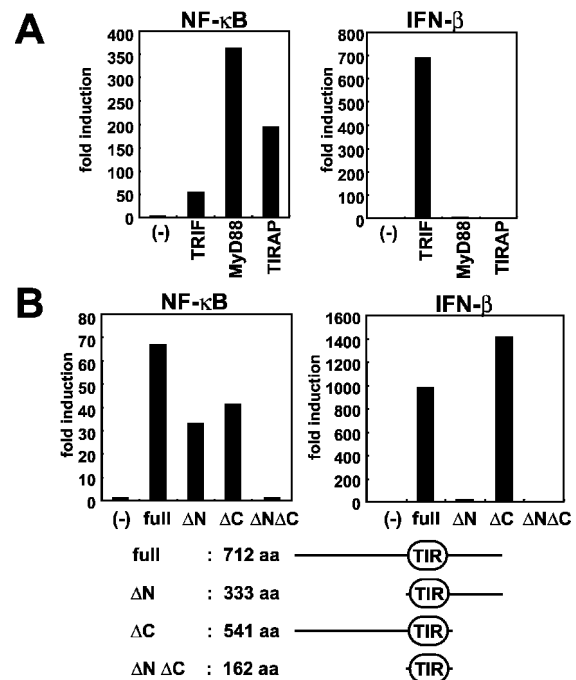 A
NF-κB
fold induction
400
350
300
250
200
150
100
50
0
(-)
TRIF
MyD88
TIRAP
IFN-β
fold induction
800
700
600
500
400
300
200
100
0
(-)
TRIF
MyD88
TIRAP
B
NF-κB
fold induction
80
70
60
50
40
30
20
10
0
(-) full ΔN ΔC ΔNΔC
IFN-β
fold induction
1600
1400
1200
1000
800
600
400
200
0
(-) full ΔN ΔC ΔNΔC
full : 712 aa TIR
ΔN : 333 aa TIR
ΔC : 541 aa TIR
ΔN ΔC : 162 aa TIR